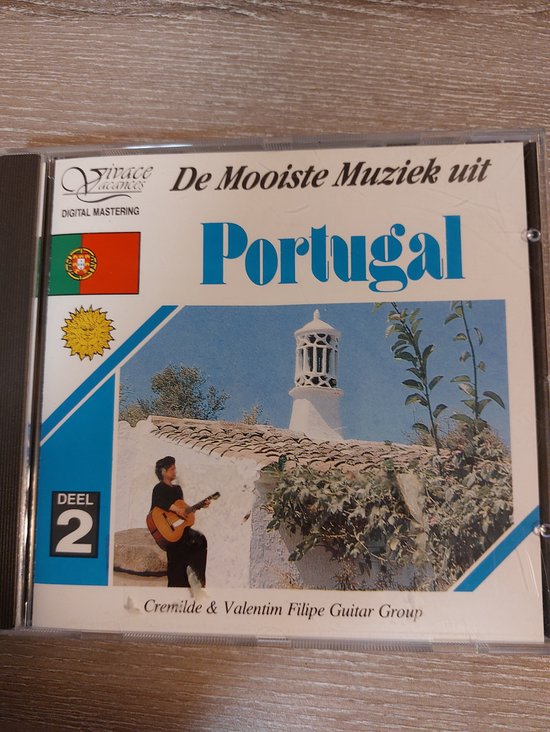 Vivace
Vacances
DIGITAL MASTERING
De Mooiste Muziek uit
Portugal
DEEL
2
Cremilde & Valentim Filipe Guitar Group